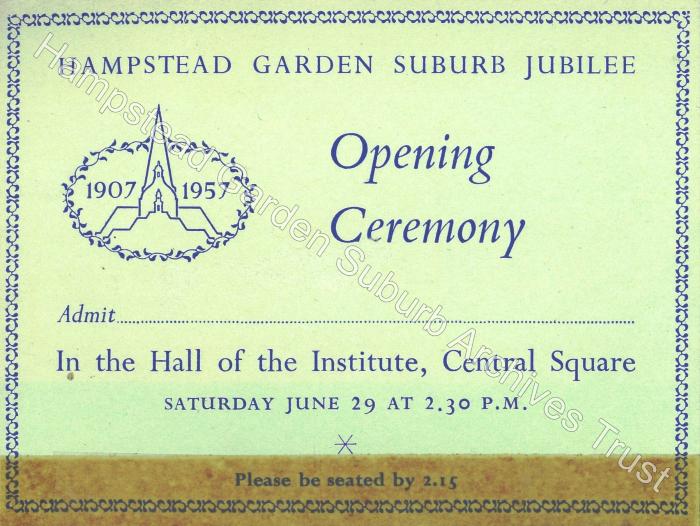 HAMPSTEAD GARDEN SUBURB JUBILEE
1907 1957
Opening
Ceremony
Admit
In the Hall of the Institute, Central Square
SATURDAY JUNE 29 AT 2.30 P.M.
Please be seated by 2.15
Hampstead Garden Suburb Archives Trust